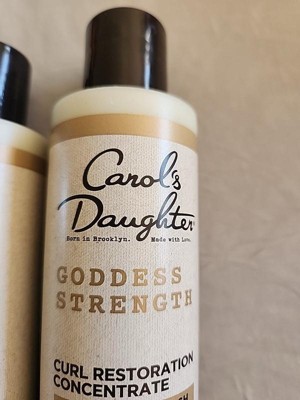 Carol's
Daughter
Born in Brooklyn. Made with Love.
GODDESS
STRENGTH
CURL RESTORATION
CONCENTRATE